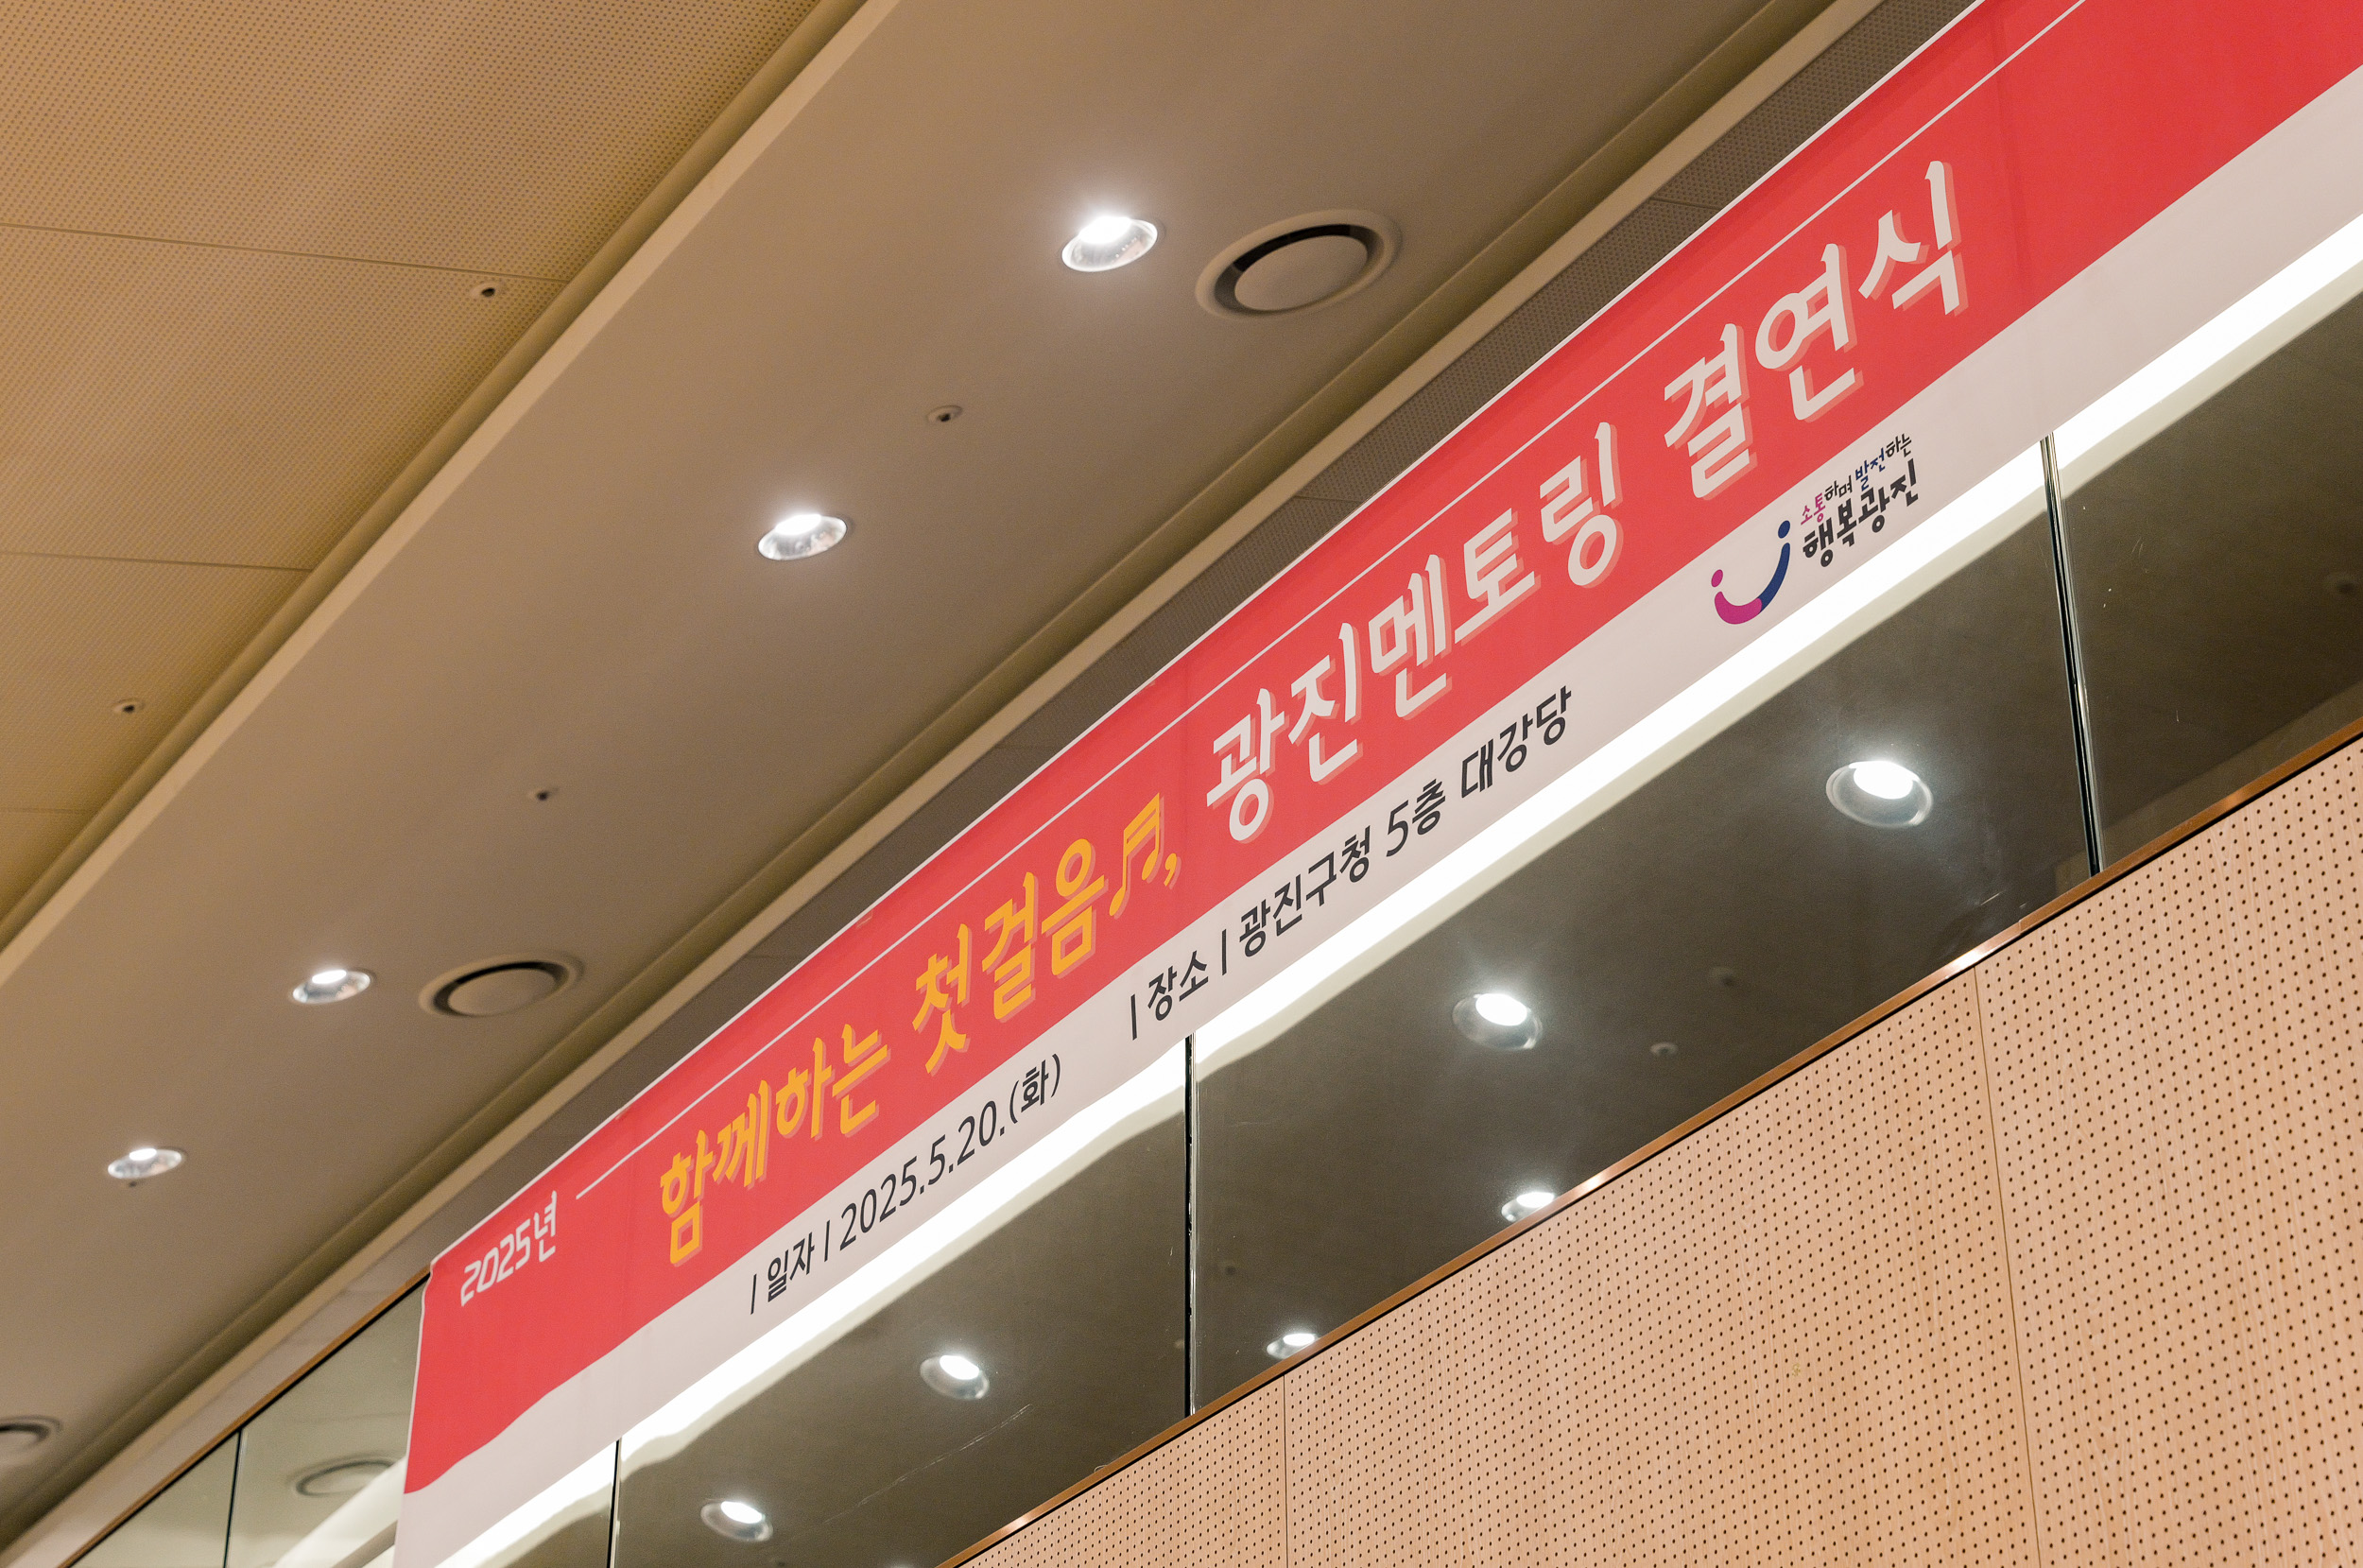 2025년
함께하는 첫걸음♬, 광진멘토링 결연식
| 일자 | 2025.5.20.(화) | 장소 | 광진구청 5층 대강당
소통하며 발전하는
행복광진